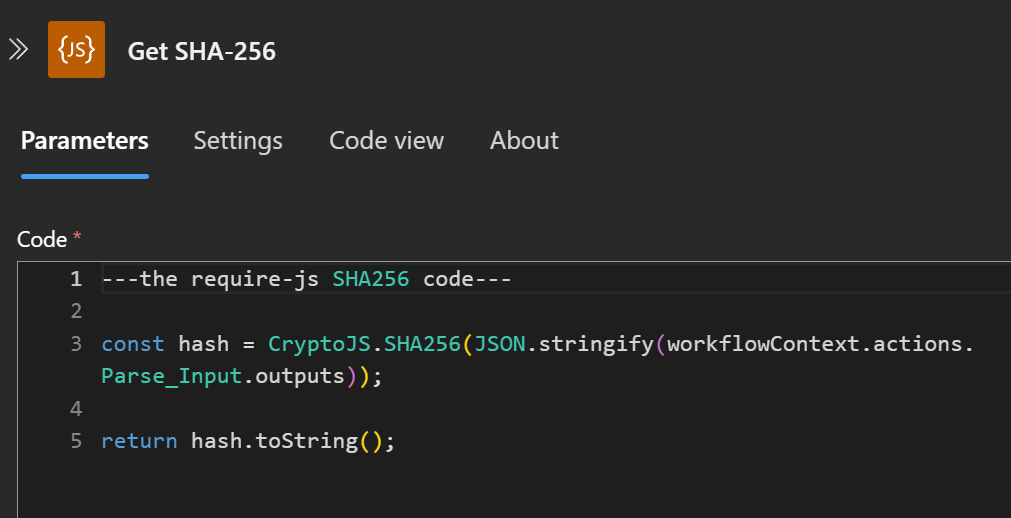 {JS}
Get SHA-256
Parameters Settings Code view About
Code *
1 ---the require-js SHA256 code---
2
3 const hash = CryptoJS.SHA256(JSON.stringify(workflowContext.actions.
Parse_Input.outputs));
4
5 return hash.toString();